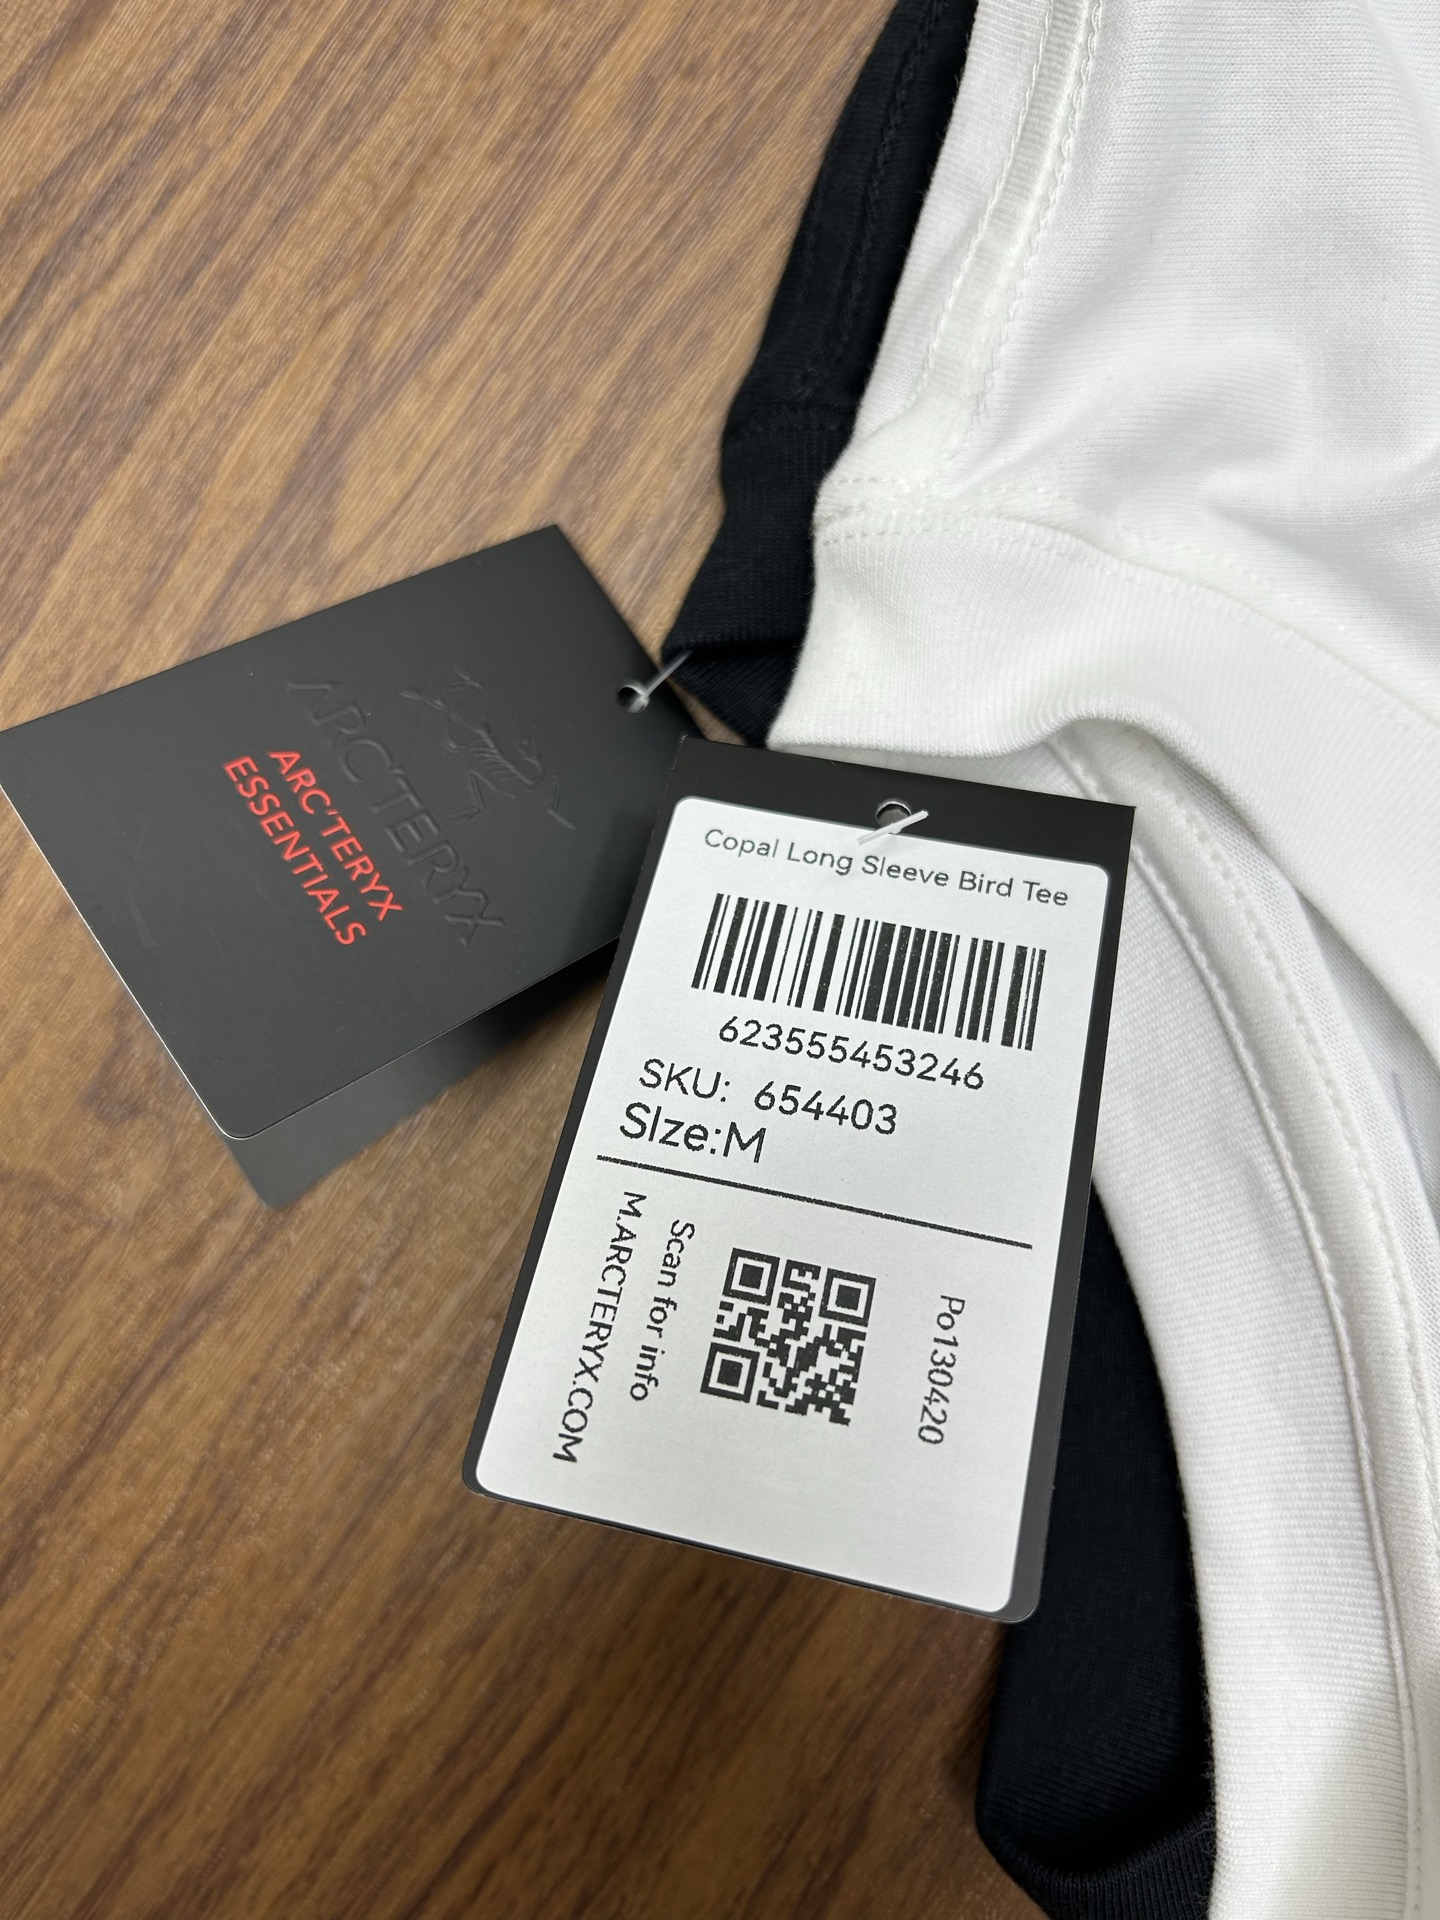 ARC'TERYX
ARC'TERYX
ESSENTIALS
Copal Long Sleeve Bird Tee
623555453246
SKU: 654403
SIze:M
Po130420
Scan for info
M.ARCTERYX.COM